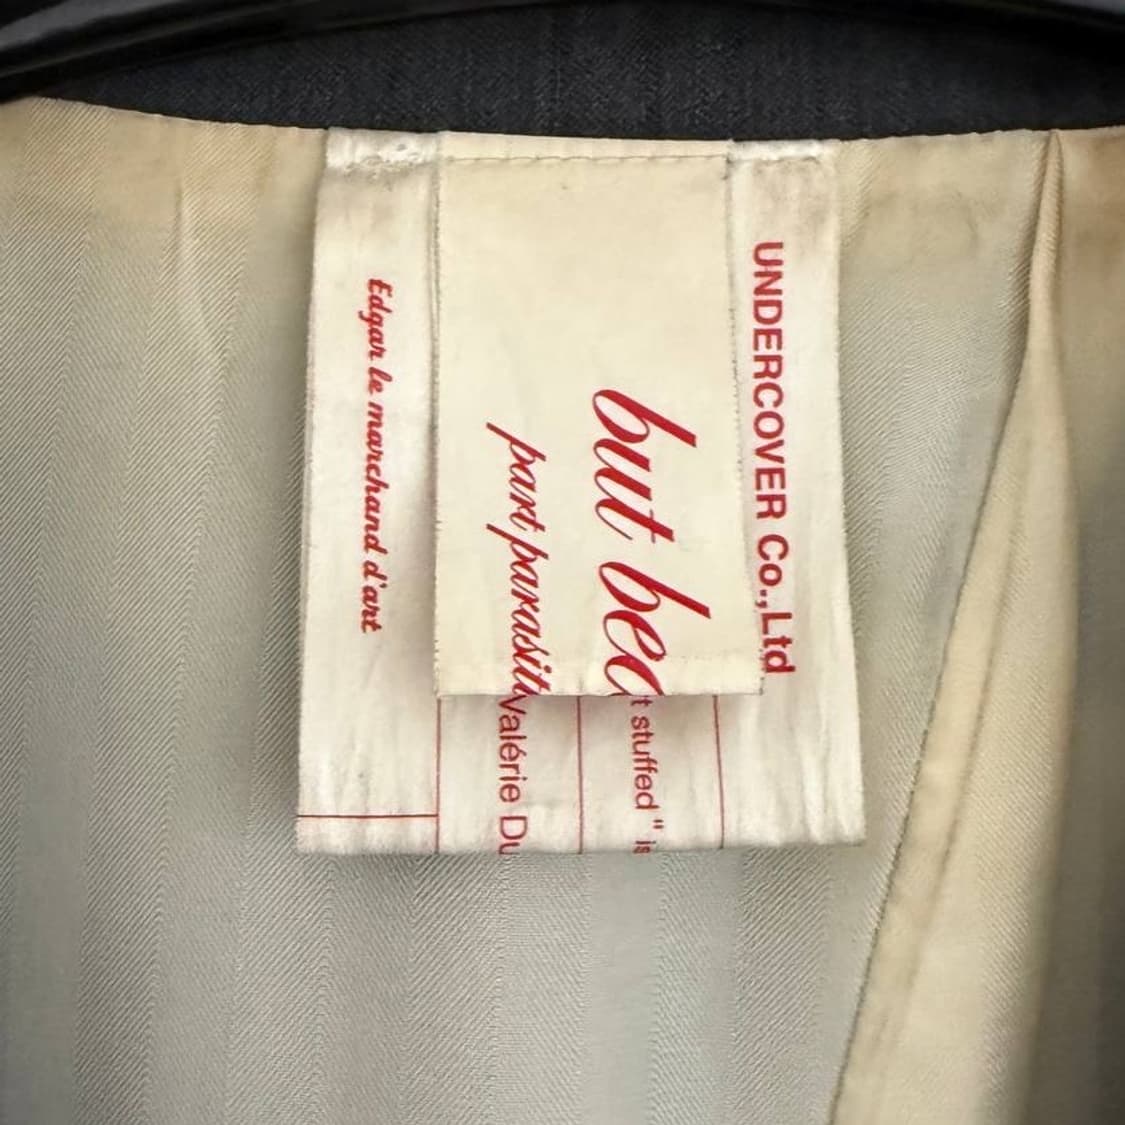 UNDERCOVER Co.,Ltd
but bea
part parasit
t stuffed " is
Valérie Du
Edgar le marchand d'art